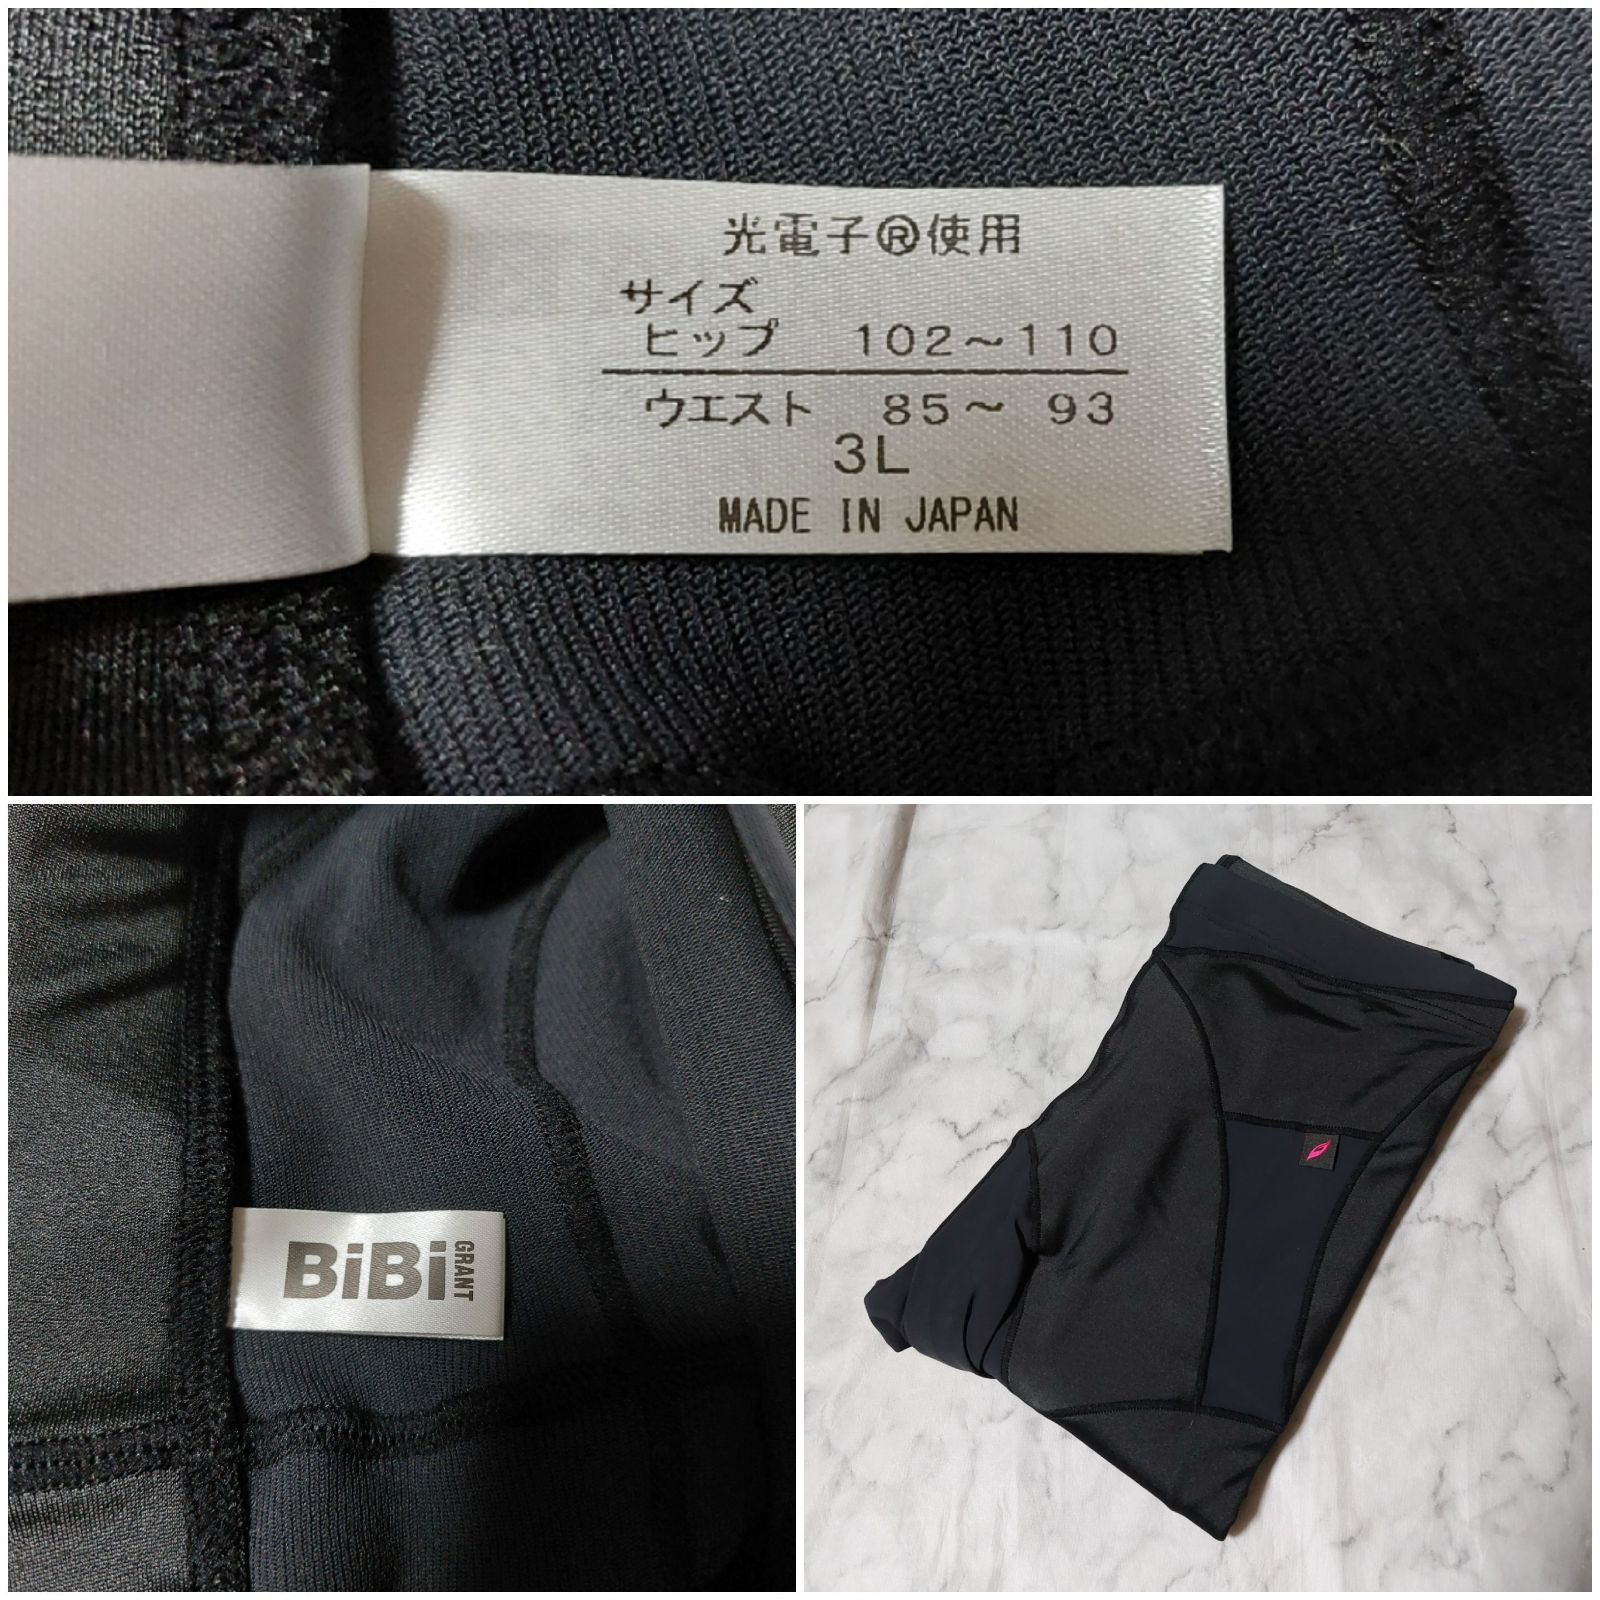 光電子®使用
サイズ
ヒップ 102～110
ウエスト 85～ 93
3L
MADE IN JAPAN
BiBi GRANT